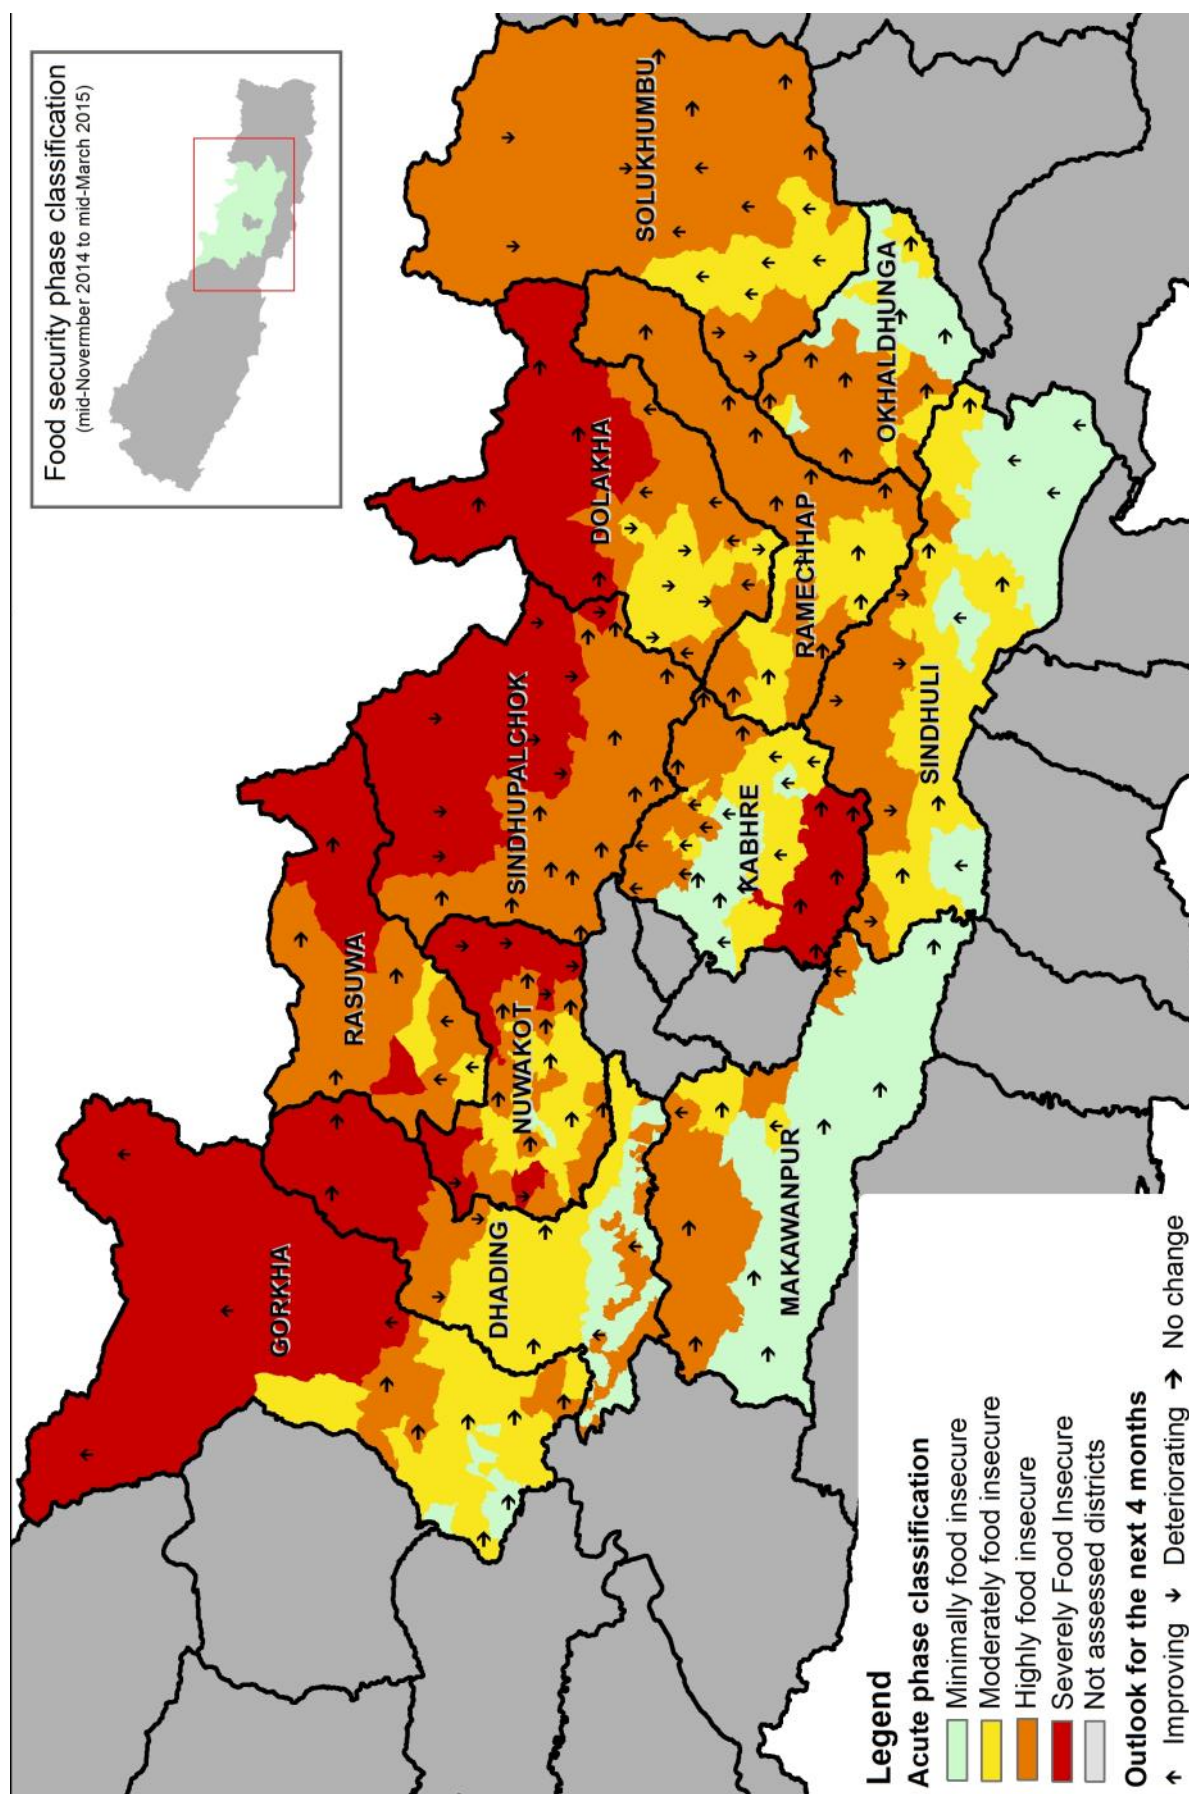 Food security phase classification
(mid-Novermber 2014 to mid-March 2015)
GORKHA
RASUWA
DHADING
NUWAKOT
SINDHUPALCHOK
DOLAKHA
SOLUKHUMBU
MAKAWANPUR
KABHRE
RAMECHHAP
OKHALDHUNGA
SINDHULI
Legend
Acute phase classification
Minimally food insecure
Moderately food insecure
Highly food insecure
Severely Food Insecure
Not assessed districts
Outlook for the next 4 months
Improving Deteriorating No change